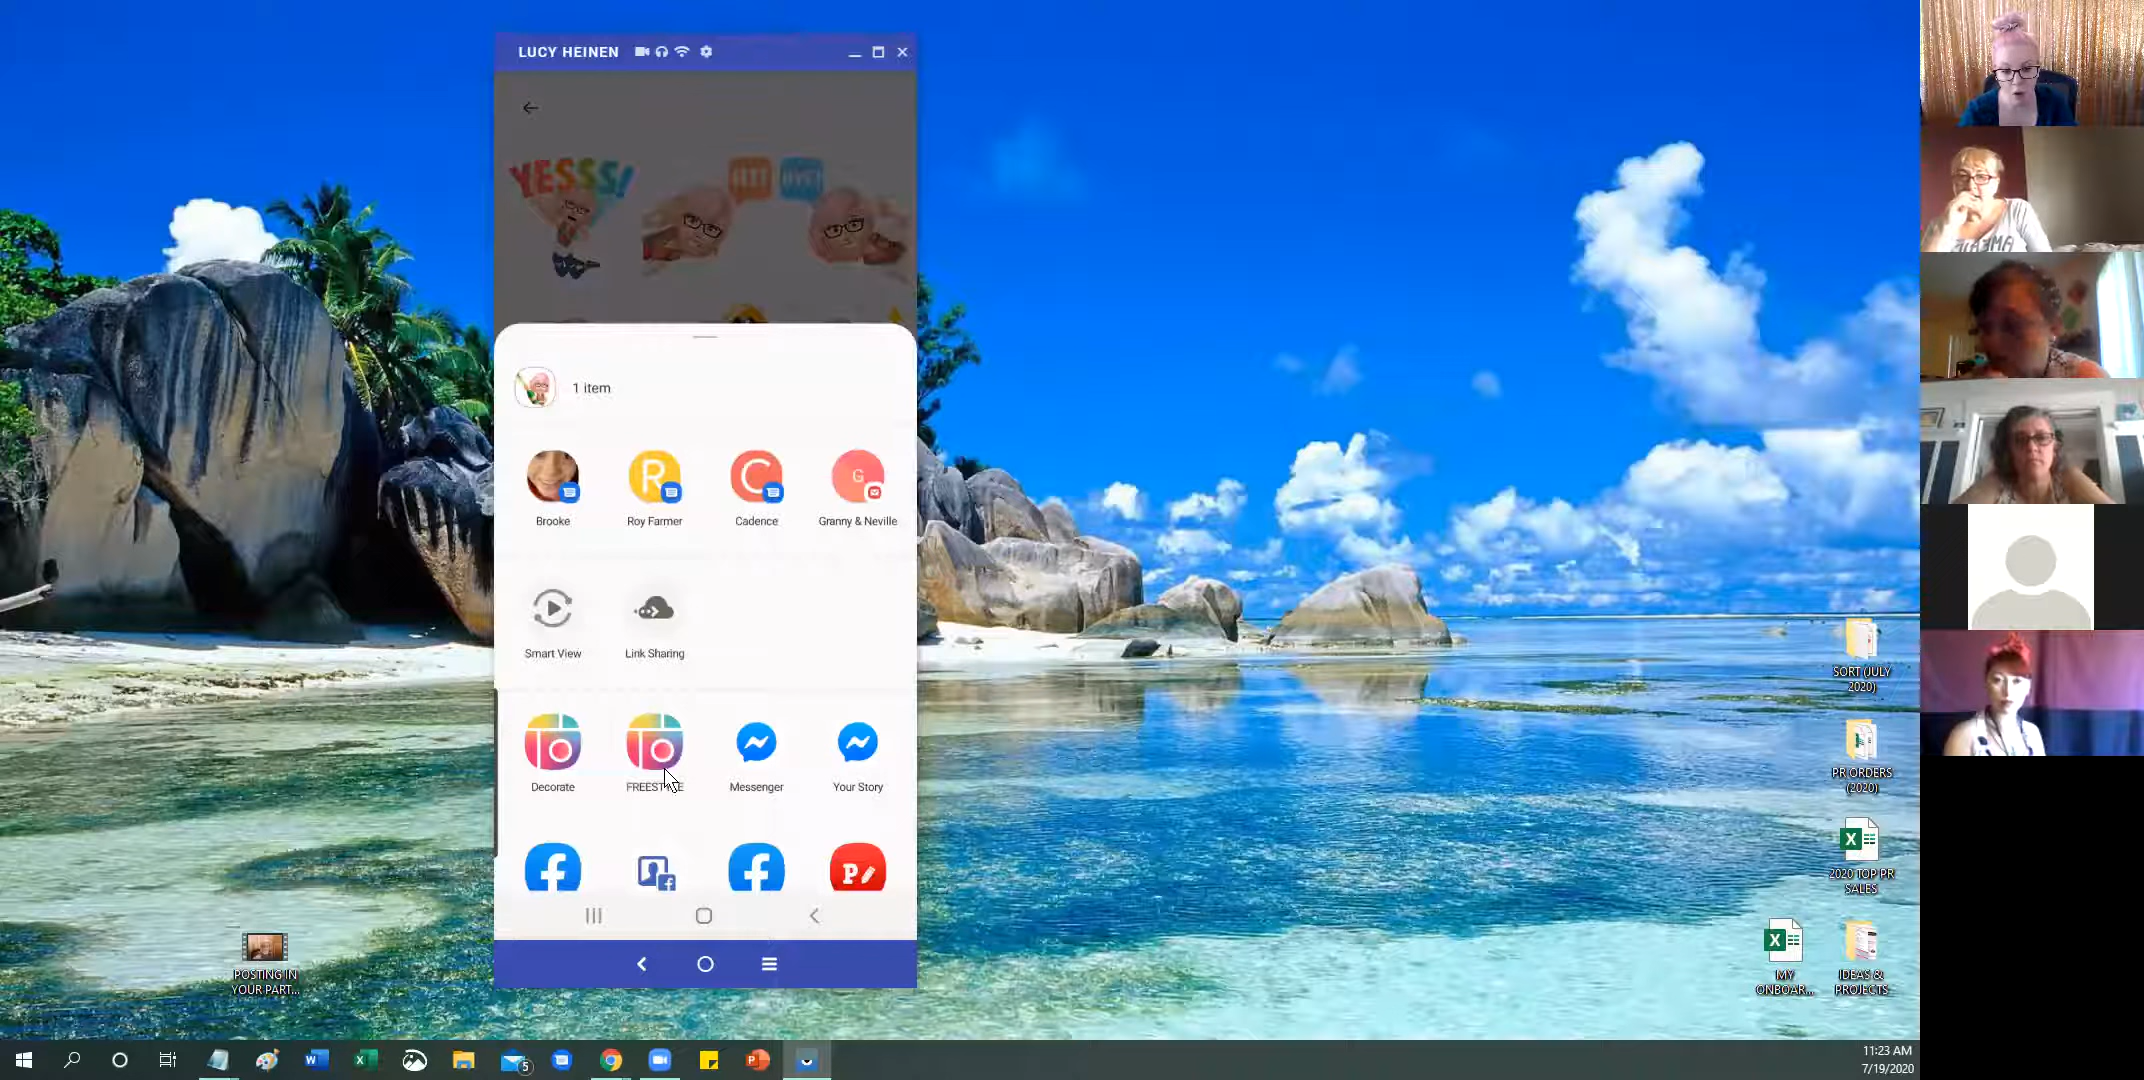 LUCY HEINEN
YESSS!
1 item
Brooke
Roy Farmer
Cadence
Granny & Neville
Smart View
Link Sharing
Decorate
Messenger
Your Story
SORT (JULY
2020)
PR ORDERS
(2020)
2020 TOP PR
SALES
MY
ONBOAR...
IDEAS &
PROJECTS
POSTING IN
YOUR PART...
5
11:23 AM
7/19/2020